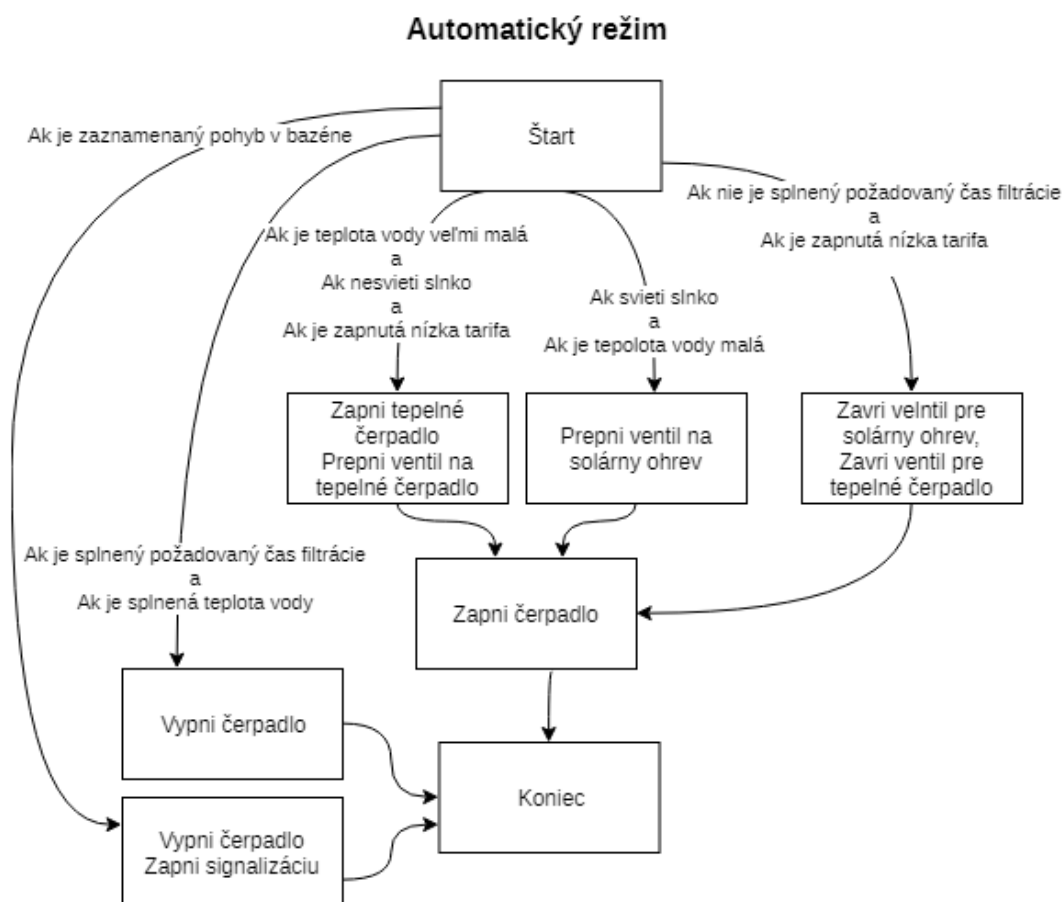 Automatický režim
Štart
Ak je zaznamenaný pohyb v bazéne
Ak nie je splnený požadovaný čas filtrácie
a
Ak je zapnutá nízka tarifa
Ak je teplota vody veľmi malá
a
Ak nesvieti slnko
a
Ak je zapnutá nízka tarifa
Ak svieti slnko
a
Ak je tepolota vody malá
Zapni tepelné
čerpadlo
Prepni ventil na
tepelné čerpadlo
Prepni ventil na
solárny ohrev
Zavri velntil pre
solárny ohrev,
Zavri ventil pre
tepelné čerpadlo
Ak je splnený požadovaný čas filtrácie
a
Ak je splnená teplota vody
Zapni čerpadlo
Vypni čerpadlo
Koniec
Vypni čerpadlo
Zapni signalizáciu